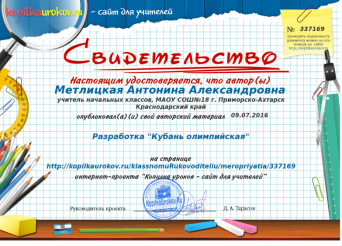 kopilkaurokov.ru - сайт для учителей
№ 337169
Свидетельство
Настоящим удостоверяется, что автор(ы)
Метлицкая Антонина Александровна
учитель начальных классов, МАОУ СОШ№18 г. Приморско-Ахтарск
Краснодарский край
опубликовал(а)(и) свой авторский материал 09.07.2016
Разработка "Кубань олимпийская"
на странице
http://kopilkaurokov.ru/klassnomuRukovoditeliu/meropriyatia/337169
интернет-проекта "Копилка уроков - сайт для учителей"
Руководитель проекта Д. А. Тарасов
KopilkaUrokov.Ru